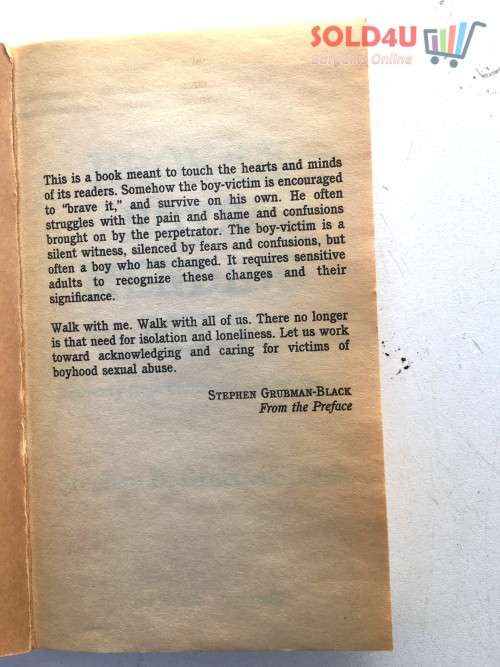 SOLD4U
Bargains Online
This is a book meant to touch the hearts and minds
of its readers. Somehow the boy-victim is encouraged
to "brave it," and survive on his own. He often
struggles with the pain and shame and confusions
brought on by the perpetrator. The boy-victim is a
silent witness, silenced by fears and confusions, but
often a boy who has changed. It requires sensitive
adults to recognize these changes and their
significance.
Walk with me. Walk with all of us. There no longer
is that need for isolation and loneliness. Let us work
toward acknowledging and caring for victims of
boyhood sexual abuse.
STEPHEN GRUBMAN-BLACK
From the Preface